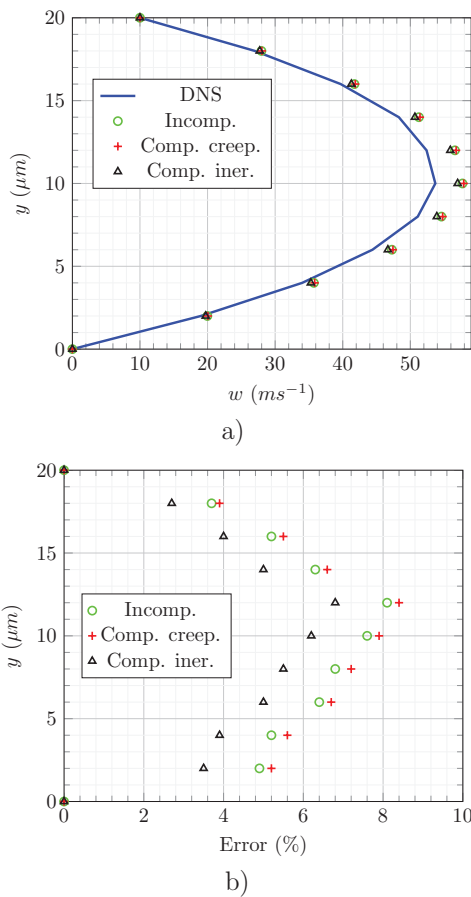 20
15
10
5
0
y (μm)
DNS
Incomp.
Comp. creep.
Comp. iner.
0 10 20 30 40 50
w (ms⁻¹)
a)
20
15
10
5
0
y (μm)
Incomp.
Comp. creep.
Comp. iner.
0 2 4 6 8 10
Error (%)
b)